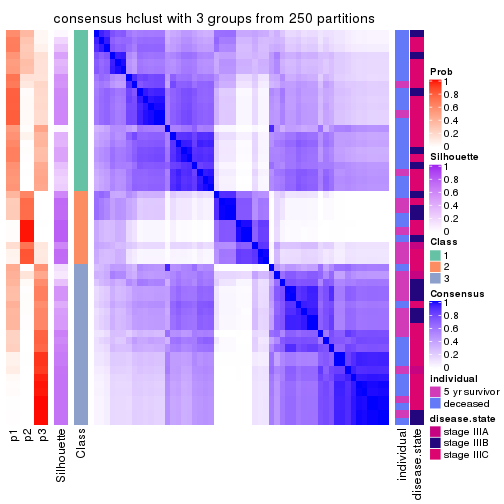 consensus hclust with 3 groups from 250 partitions
Prob
1
0.8
0.6
0.4
0.2
0
Silhouette
1
0.8
0.6
0.4
0.2
0
Class
1
2
3
Consensus
1
0.8
0.6
0.4
0.2
0
individual
5 yr survivor
deceased
disease.state
stage IIIA
stage IIIB
stage IIIC
p1
p2
p3
Silhouette
Class
individual
disease.state